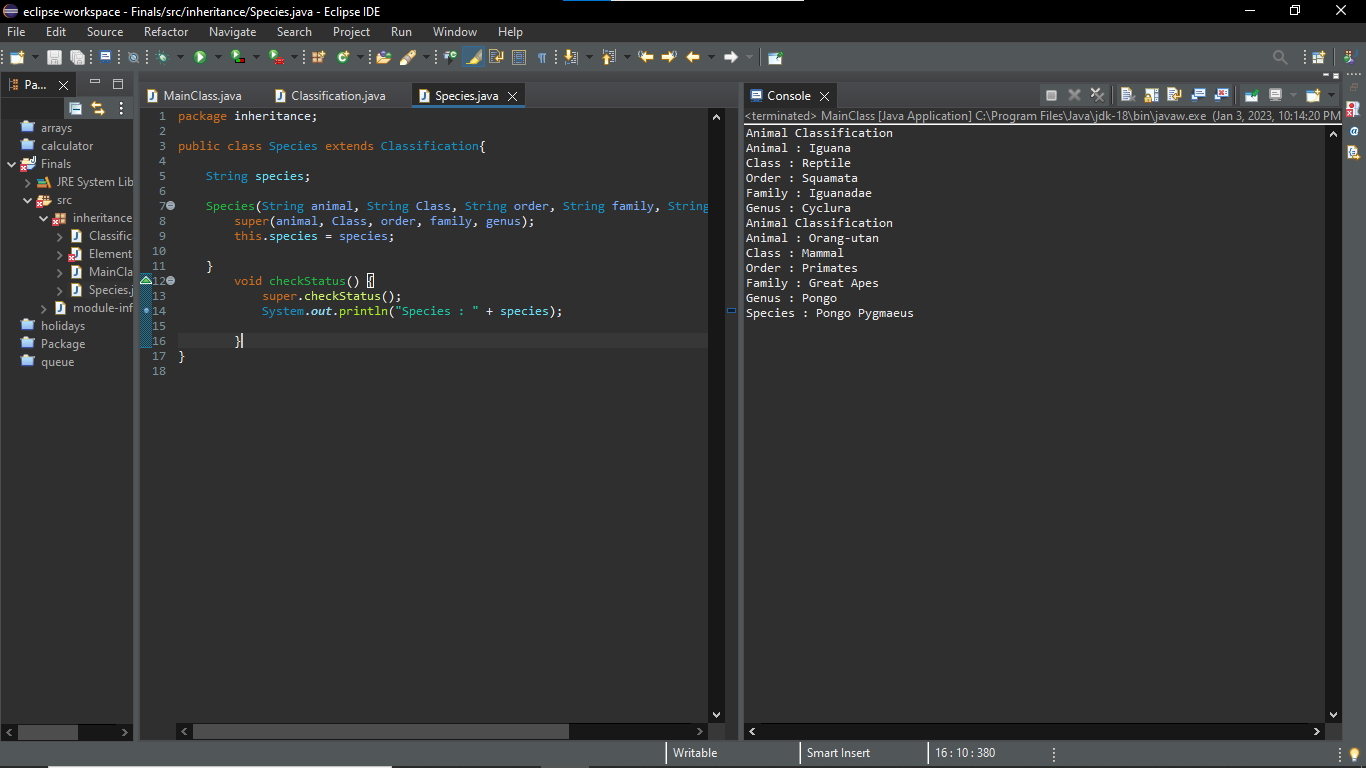 eclipse-workspace - Finals/src/inheritance/Species.java - Eclipse IDE
File Edit Source Refactor Navigate Search Project Run Window Help
Pa...
arrays
calculator
Finals
JRE System Lib
src
inheritance
Classific
Element
MainCla
Species.j
module-inf
holidays
Package
queue
MainClass.java Classification.java Species.java
1 package inheritance;
2
3 public class Species extends Classification{
4
5 String species;
6
7 Species(String animal, String Class, String order, String family, String
8 super(animal, Class, order, family, genus);
9 this.species = species;
10
11 }
12 void checkStatus() {
13 super.checkStatus();
14 System.out.println("Species : " + species);
15
16 }
17 }
18
Console
<terminated> MainClass [Java Application] C:\Program Files\Java\jdk-18\bin\javaw.exe (Jan 3, 2023, 10:14:20 PM
Animal Classification
Animal : Iguana
Class : Reptile
Order : Squamata
Family : Iguanadae
Genus : Cyclura
Animal Classification
Animal : Orang-utan
Class : Mammal
Order : Primates
Family : Great Apes
Genus : Pongo
Species : Pongo Pygmaeus
Writable Smart Insert 16 : 10 : 380